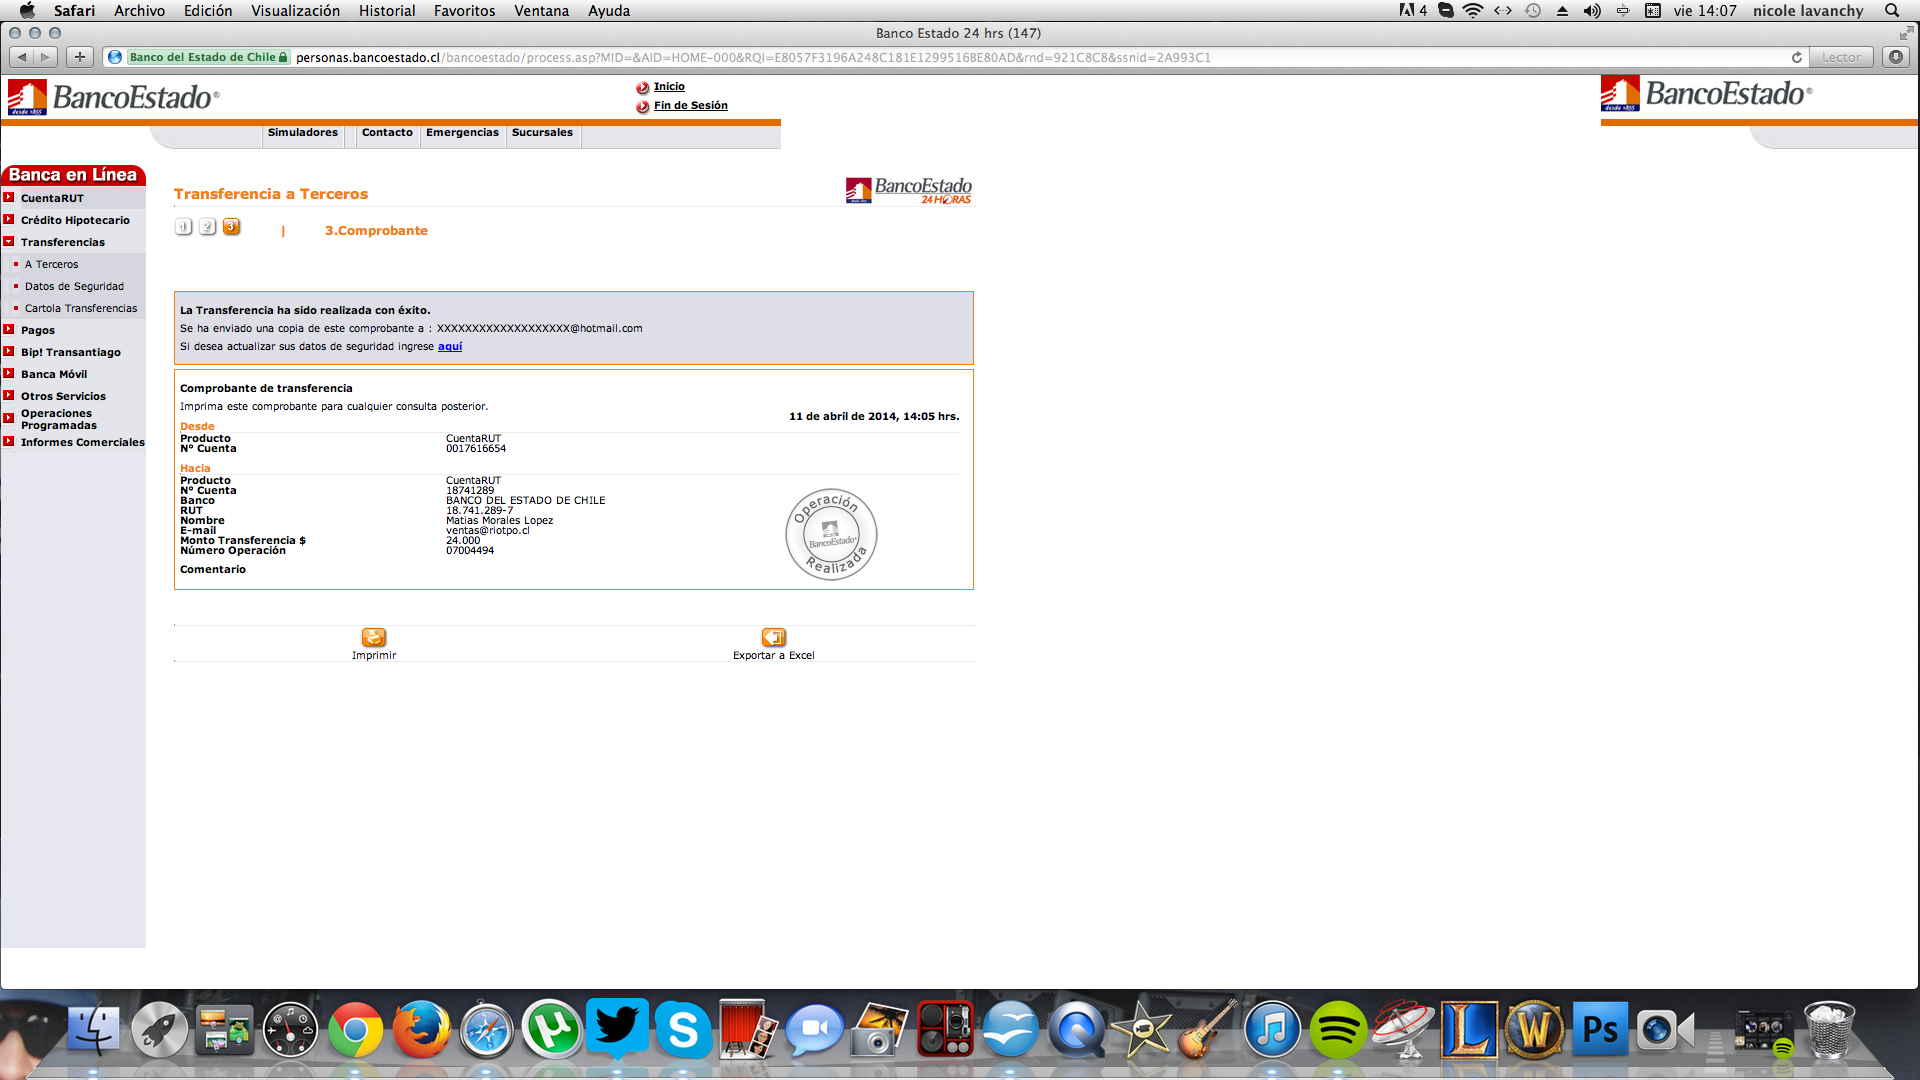 Safari Archivo Edición Visualización Historial Favoritos Ventana Ayuda 4 vie 14:07 nicole lavanchy
Banco Estado 24 hrs (147)
Banco del Estado de Chile personas.bancoestado.cl/bancoestado/process.asp?MID=&AID=HOME-000&RQI=E8057F3196A248C181E1299516BE80AD&rnd=921C8C8&ssnid=2A993C1 Lector
BancoEstado®
desde 1855
Inicio
Fin de Sesión
BancoEstado®
desde 1855
Simuladores Contacto Emergencias Sucursales
Banca en Línea
CuentaRUT
Crédito Hipotecario
Transferencias
A Terceros
Datos de Seguridad
Cartola Transferencias
Pagos
Bip! Transantiago
Banca Móvil
Otros Servicios
Operaciones
Programadas
Informes Comerciales
Transferencia a Terceros
BancoEstado
24 HORAS
1 2 3 | 3.Comprobante
La Transferencia ha sido realizada con éxito.
Se ha enviado una copia de este comprobante a : XXXXXXXXXXXXXXXXXXX@hotmail.com
Si desea actualizar sus datos de seguridad ingrese aquí
Comprobante de transferencia
Imprima este comprobante para cualquier consulta posterior.
11 de abril de 2014, 14:05 hrs.
Desde
Producto CuentaRUT
Nº Cuenta 0017616654
Hacia
Producto CuentaRUT
Nº Cuenta 18741289
Banco BANCO DEL ESTADO DE CHILE
RUT 18.741.289-7
Nombre Matias Morales Lopez
E-mail ventas@riotpo.cl
Monto Transferencia $ 24.000
Número Operación 07004494
Comentario
Operación
BancoEstado
Realizada
Imprimir Exportar a Excel
S L W Ps